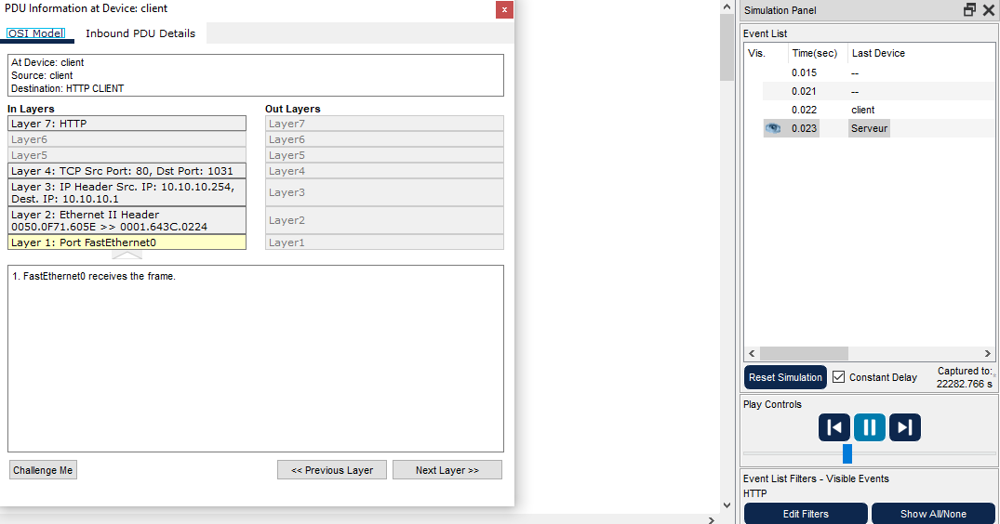 PDU Information at Device: client
x
OSI Model
Inbound PDU Details
At Device: client
Source: client
Destination: HTTP CLIENT
In Layers
Layer 7: HTTP
Layer6
Layer5
Layer 4: TCP Src Port: 80, Dst Port: 1031
Layer 3: IP Header Src. IP: 10.10.10.254,
Dest. IP: 10.10.10.1
Layer 2: Ethernet II Header
0050.0F71.605E >> 0001.643C.0224
Layer 1: Port FastEthernet0
Out Layers
Layer7
Layer6
Layer5
Layer4
Layer3
Layer2
Layer1
1. FastEthernet0 receives the frame.
Challenge Me
<< Previous Layer
Next Layer >>
Simulation Panel
Event List
Vis. Time(sec) Last Device
0.015 --
0.021 --
0.022 client
0.023 Serveur
Reset Simulation
Constant Delay
Captured to:
22282.766 s
Play Controls
Event List Filters - Visible Events
HTTP
Edit Filters
Show All/None